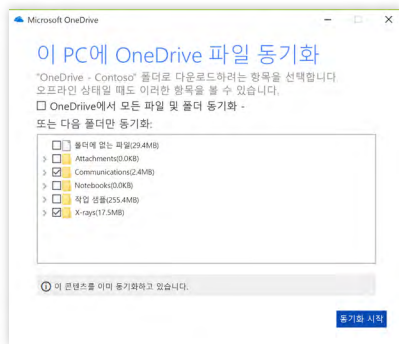 Microsoft OneDrive
이 PC에 OneDrive 파일 동기화
"OneDrive - Contoso" 폴더로 다운로드하려는 항목을 선택합니다
오프라인 상태일 때도 이러한 항목을 볼 수 있습니다.
OneDriive에서 모든 파일 및 폴더 동기화 -
또는 다음 폴더만 동기화:
폴더에 없는 파일(29.4MB)
Attachments(0.0KB)
Communications(2.4MB)
Notebooks(0.0KB)
작업 샘플(255.4MB)
X-rays(17.5MB)
이 콘텐츠를 이미 동기화하고 있습니다.
동기화 시작